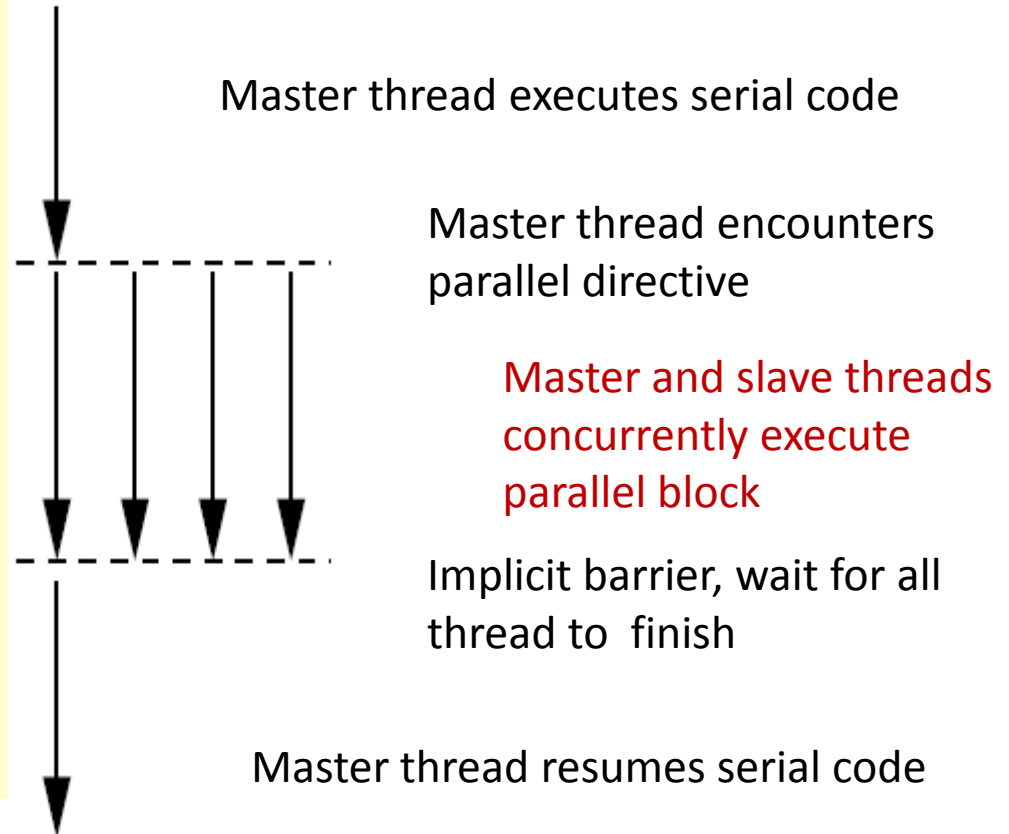 Master thread executes serial code
Master thread encounters
parallel directive
Master and slave threads
concurrently execute
parallel block
Implicit barrier, wait for all
thread to  finish
Master thread resumes serial code